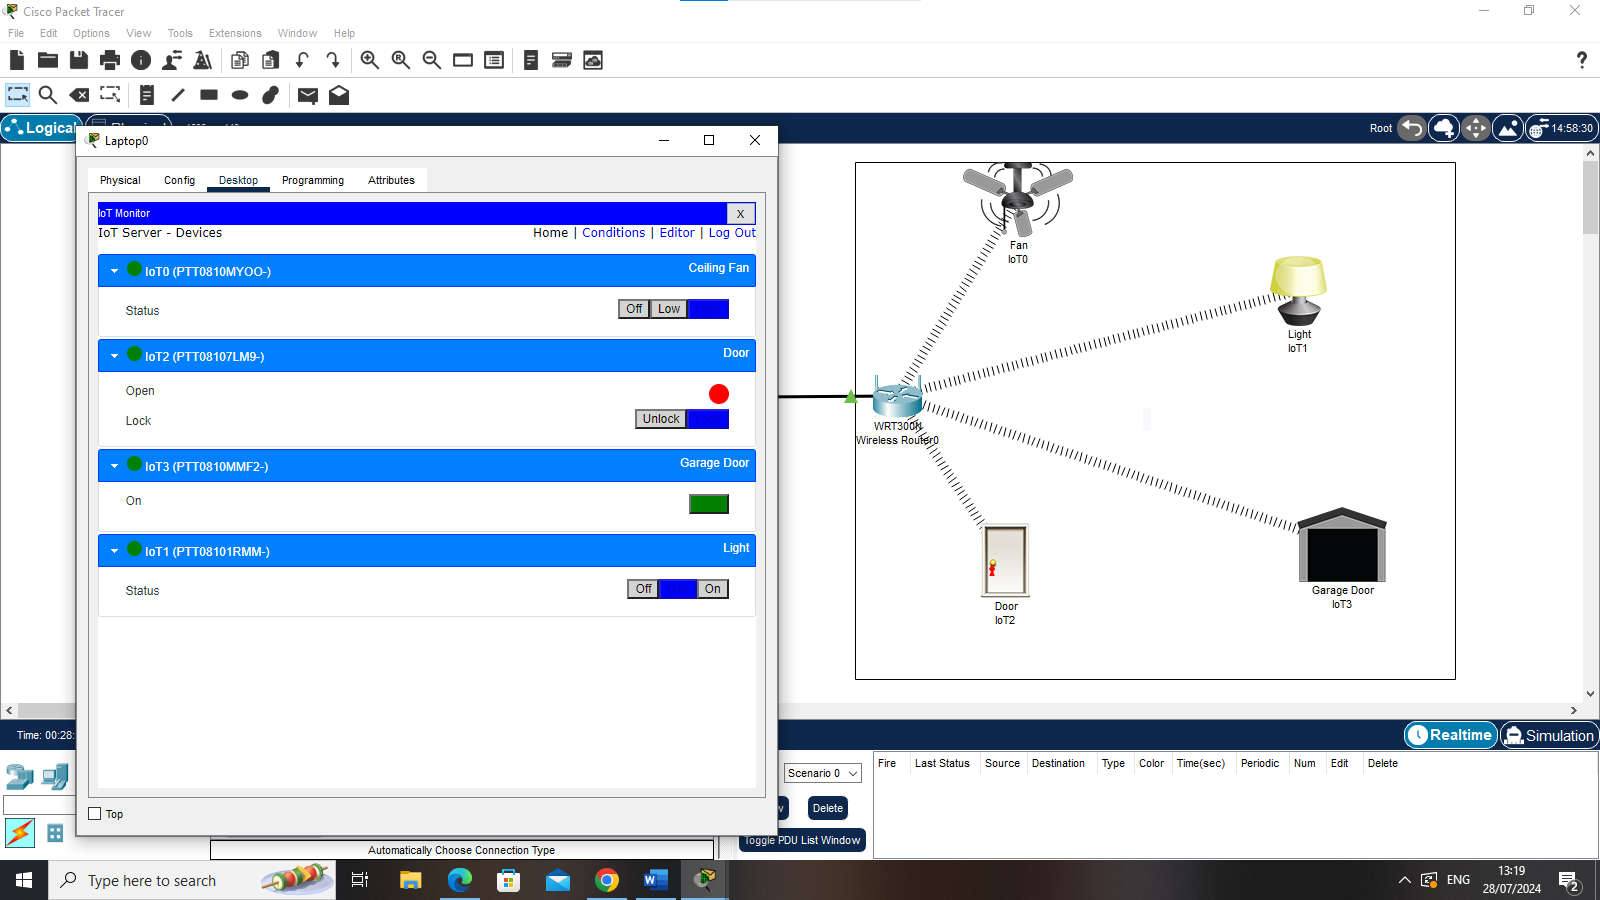 Cisco Packet Tracer
File Edit Options View Tools Extensions Window Help
Logical
Root
14:58:30
Laptop0
Physical Config Desktop Programming Attributes
IoT Monitor X
IoT Server - Devices Home | Conditions | Editor | Log Out
IoT0 (PTT0810MYOO-) Ceiling Fan
Status Off Low
IoT2 (PTT08107LM9-) Door
Open
Lock Unlock
IoT3 (PTT0810MMF2-) Garage Door
On
IoT1 (PTT08101RMM-) Light
Status Off On
Top
Fan
IoT0
Light
IoT1
WRT300N
Wireless Router0
Door
IoT2
Garage Door
IoT3
Time: 00:28:
Realtime Simulation
Scenario 0
Delete
Toggle PDU List Window
Fire Last Status Source Destination Type Color Time(sec) Periodic Num Edit Delete
Automatically Choose Connection Type
Type here to search
ENG
13:19
28/07/2024
2